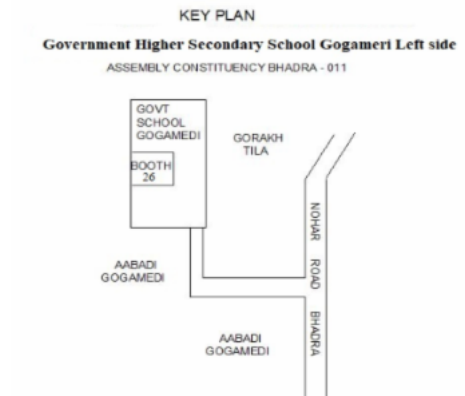 KEY PLAN
Government Higher Secondary School Gogameri Left side
ASSEMBLY CONSTITUENCY BHADRA - 011
GOVT
SCHOOL
GOGAMEDI
BOOTH
26
GORAKH
TILA
NOHAR ROAD BHADRA
AABADI
GOGAMEDI
AABADI
GOGAMEDI